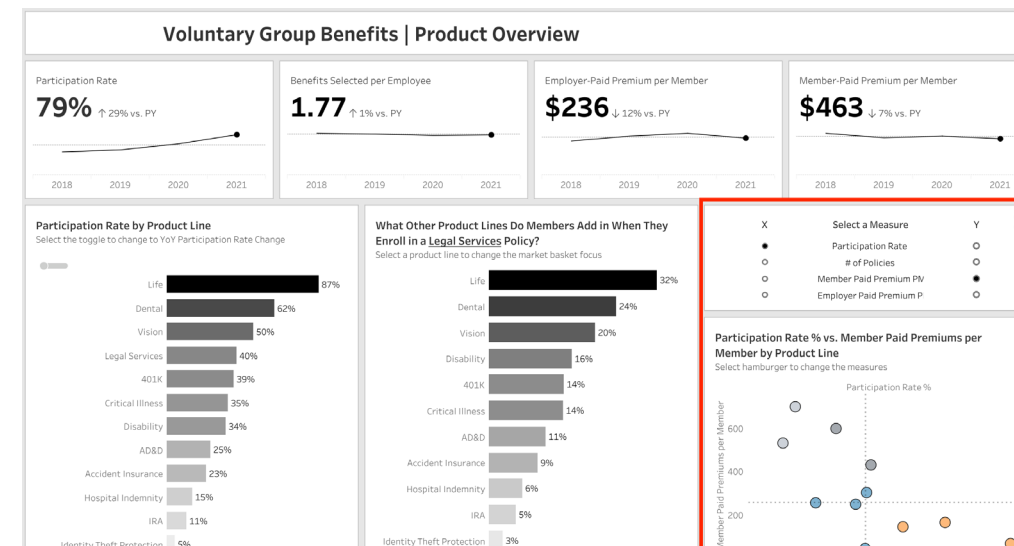 Voluntary Group Benefits | Product Overview
Participation Rate
79% ↑ 29% vs. PY
2018 2019 2020 2021
Benefits Selected per Employee
1.77 ↑ 1% vs. PY
2018 2019 2020 2021
Employer-Paid Premium per Member
$236 ↓ 12% vs. PY
2018 2019 2020 2021
Member-Paid Premium per Member
$463 ↓ 7% vs. PY
2018 2019 2020 2021
Participation Rate by Product Line
Select the toggle to change to YoY Participation Rate Change
Life 87%
Dental 62%
Vision 50%
Legal Services 40%
401K 39%
Critical Illness 35%
Disability 34%
AD&D 25%
Accident Insurance 23%
Hospital Indemnity 15%
IRA 11%
Identity Theft Protection 5%
What Other Product Lines Do Members Add in When They
Enroll in a Legal Services Policy?
Select a product line to change the market basket focus
Life 32%
Dental 24%
Vision 20%
Disability 16%
401K 14%
Critical Illness 14%
AD&D 11%
Accident Insurance 9%
Hospital Indemnity 6%
IRA 5%
Identity Theft Protection 3%
X Select a Measure Y
Participation Rate
# of Policies
Member Paid Premium PM
Employer Paid Premium P
Participation Rate % vs. Member Paid Premiums per
Member by Product Line
Select hamburger to change the measures
Participation Rate %
Member Paid Premiums per Member
600
400
200